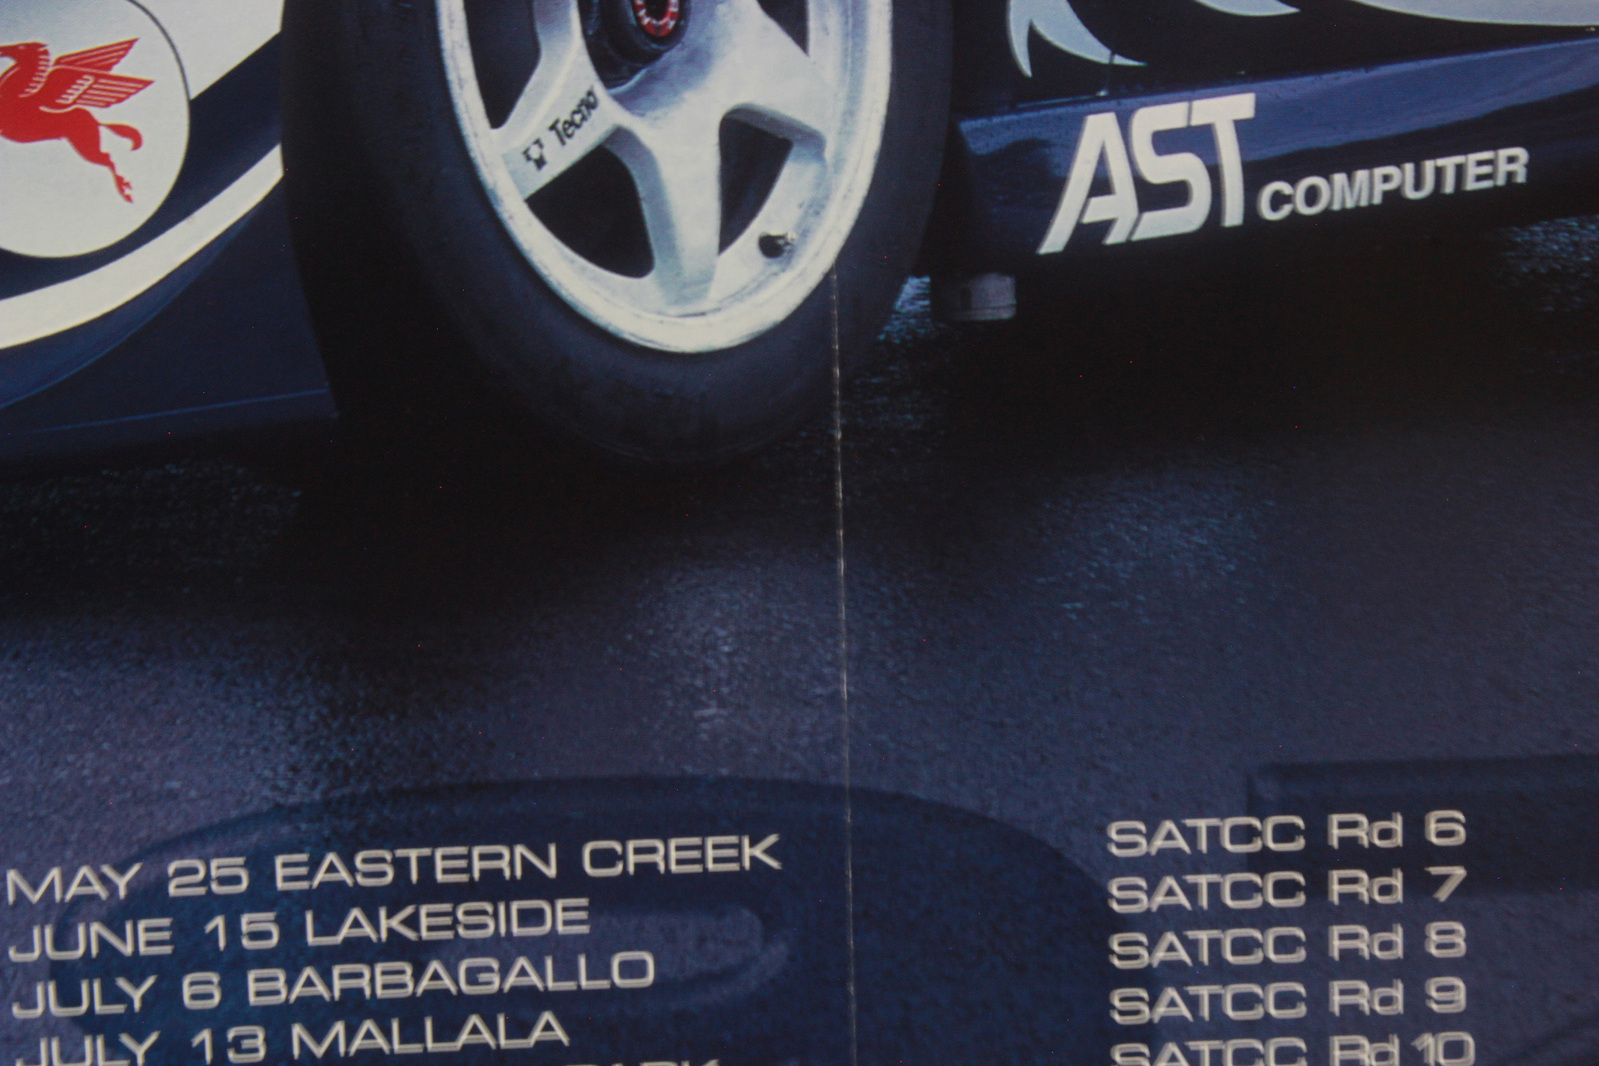 Tecno
AST COMPUTER
MAY 25 EASTERN CREEK
SATCC Rd 6
JUNE 15 LAKESIDE
SATCC Rd 7
JULY 6 BARBAGALLO
SATCC Rd 8
JULY 13 MALLALA
SATCC Rd 9
PARK
SATCC Rd 10